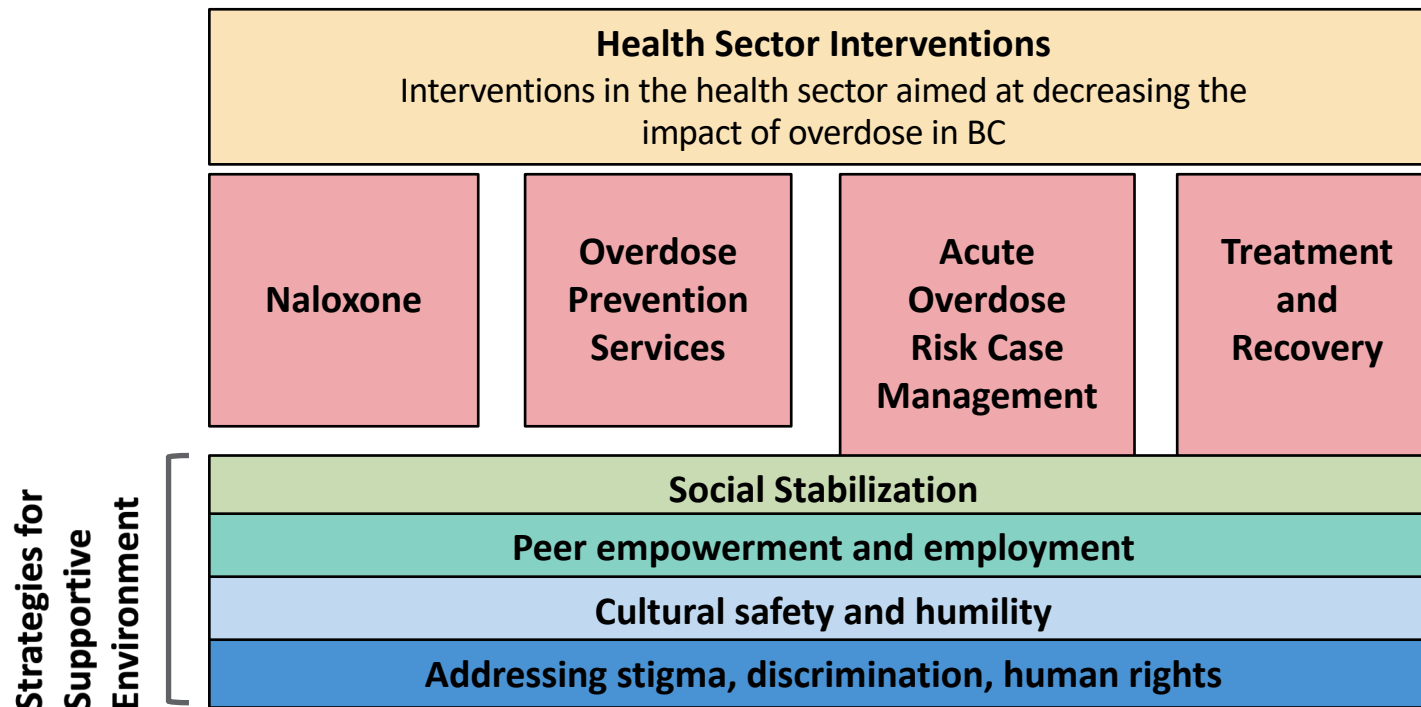 Health Sector Interventions
Interventions in the health sector aimed at decreasing the
impact of overdose in BC
Naloxone
Overdose
Prevention
Services
Acute
Overdose
Risk Case
Management
Treatment
and
Recovery
Strategies for
Supportive
Environment
Social Stabilization
Peer empowerment and employment
Cultural safety and humility
Addressing stigma, discrimination, human rights